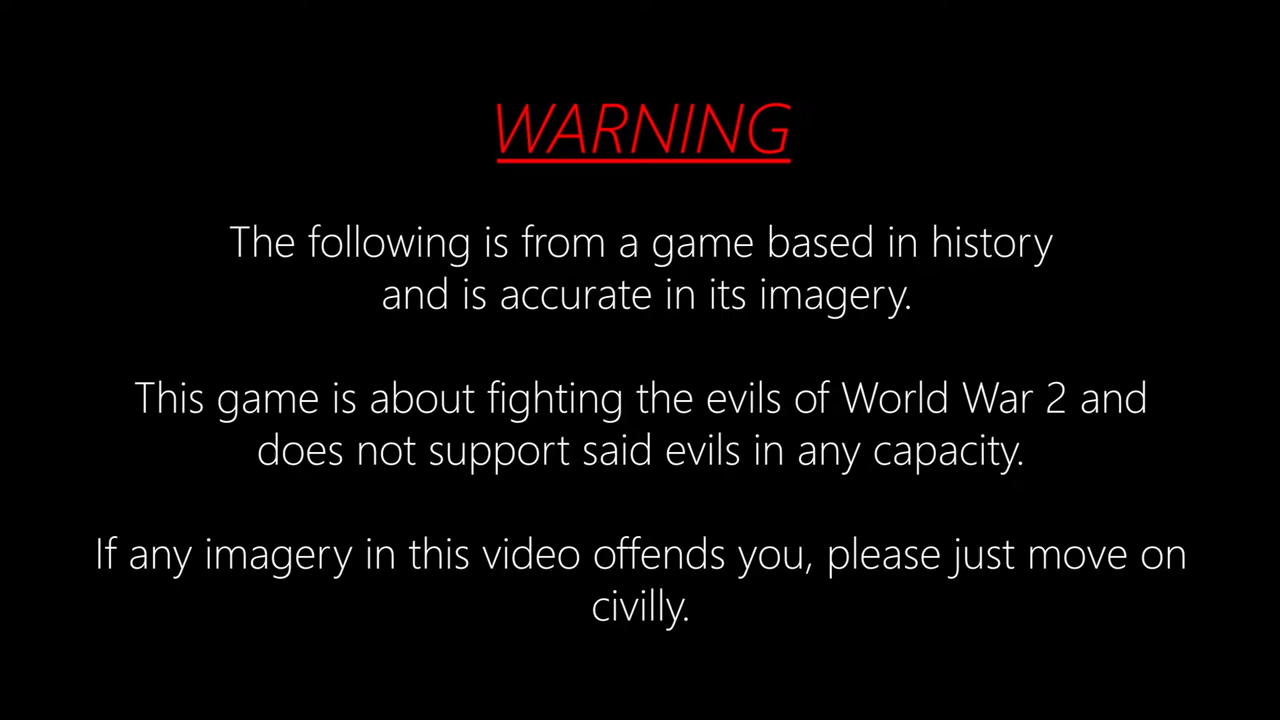 WARNING
The following is from a game based in history
and is accurate in its imagery.
This game is about fighting the evils of World War 2 and
does not support said evils in any capacity.
If any imagery in this video offends you, please just move on
civilly.